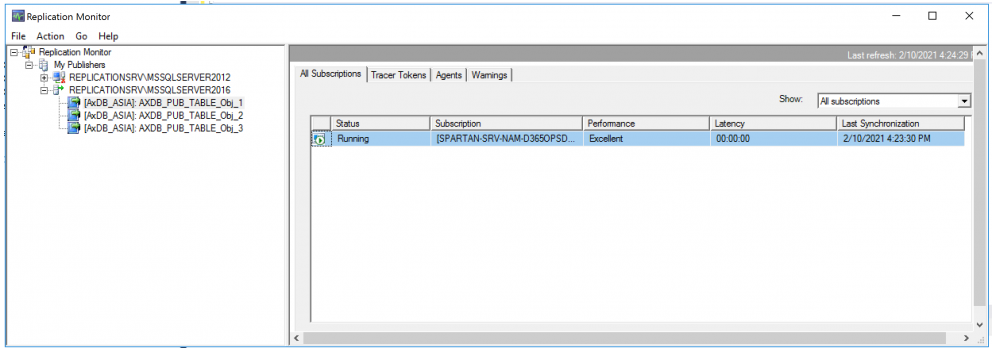 Replication Monitor
File Action Go Help
Replication Monitor
My Publishers
REPLICATIONSRV\MSSQLSERVER2012
REPLICATIONSRV\MSSQLSERVER2016
[AxDB_ASIA]: AXDB_PUB_TABLE_Obj_1
[AxDB_ASIA]: AXDB_PUB_TABLE_Obj_2
[AxDB_ASIA]: AXDB_PUB_TABLE_Obj_3
Last refresh: 2/10/2021 4:24:29
All Subscriptions Tracer Tokens Agents Warnings
Show: All subscriptions
Status Subscription Performance Latency Last Synchronization
Running [SPARTAN-SRV-NAM-D365OPSD... Excellent 00:00:00 2/10/2021 4:23:30 PM